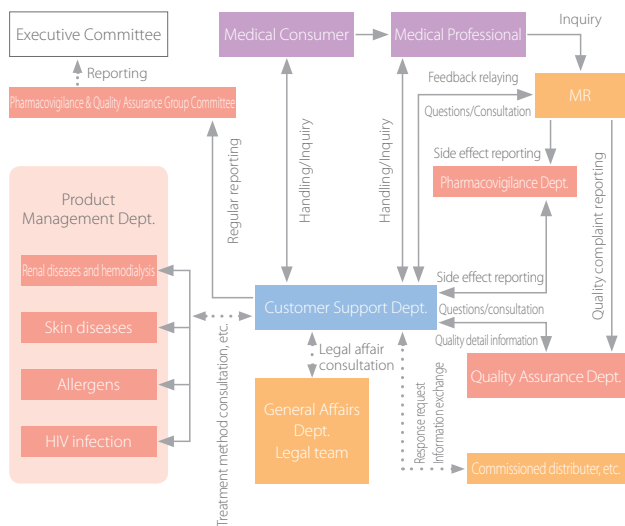 Executive Committee
Medical Consumer
Medical Professional
Inquiry
Reporting
Feedback relaying
MR
Pharmacovigilance & Quality Assurance Group Committee
Questions/Consultation
Side effect reporting
Pharmacovigilance Dept.
Handling/Inquiry
Handling/Inquiry
Regular reporting
Quality complaint reporting
Product
Management Dept.
Renal diseases and hemodialysis
Skin diseases
Allergens
HIV infection
Side effect reporting
Customer Support Dept.
Questions/consultation
Quality detail information
Treatment method consultation, etc.
Legal affair
consultation
General Affairs
Dept.
Legal team
Response request
Information exchange
Quality Assurance Dept.
Commissioned distributer, etc.